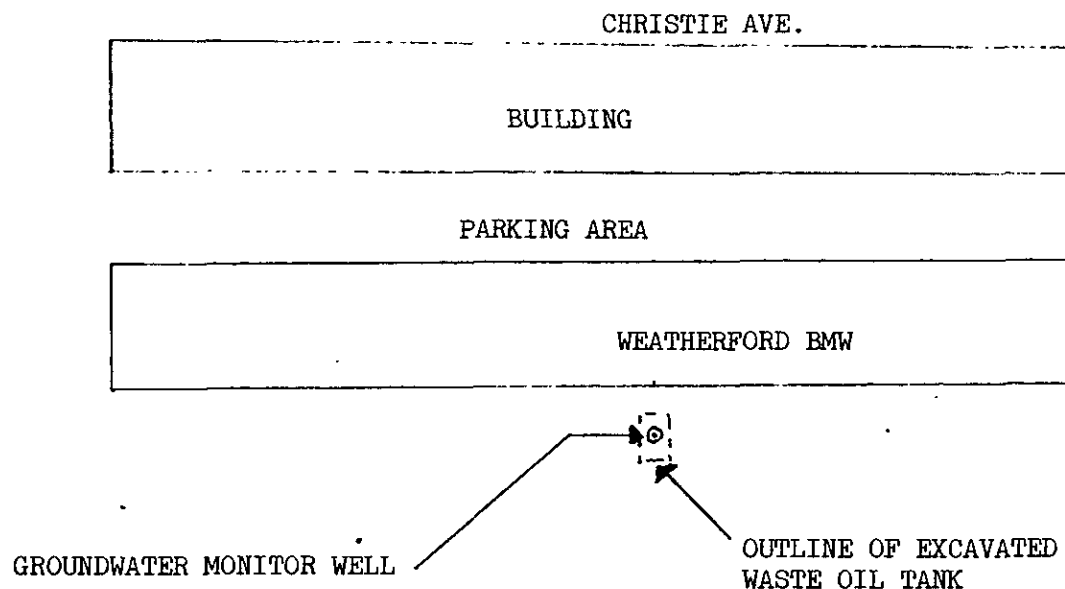 CHRISTIE AVE.
BUILDING
PARKING AREA
WEATHERFORD BMW
GROUNDWATER MONITOR WELL
OUTLINE OF EXCAVATED
WASTE OIL TANK